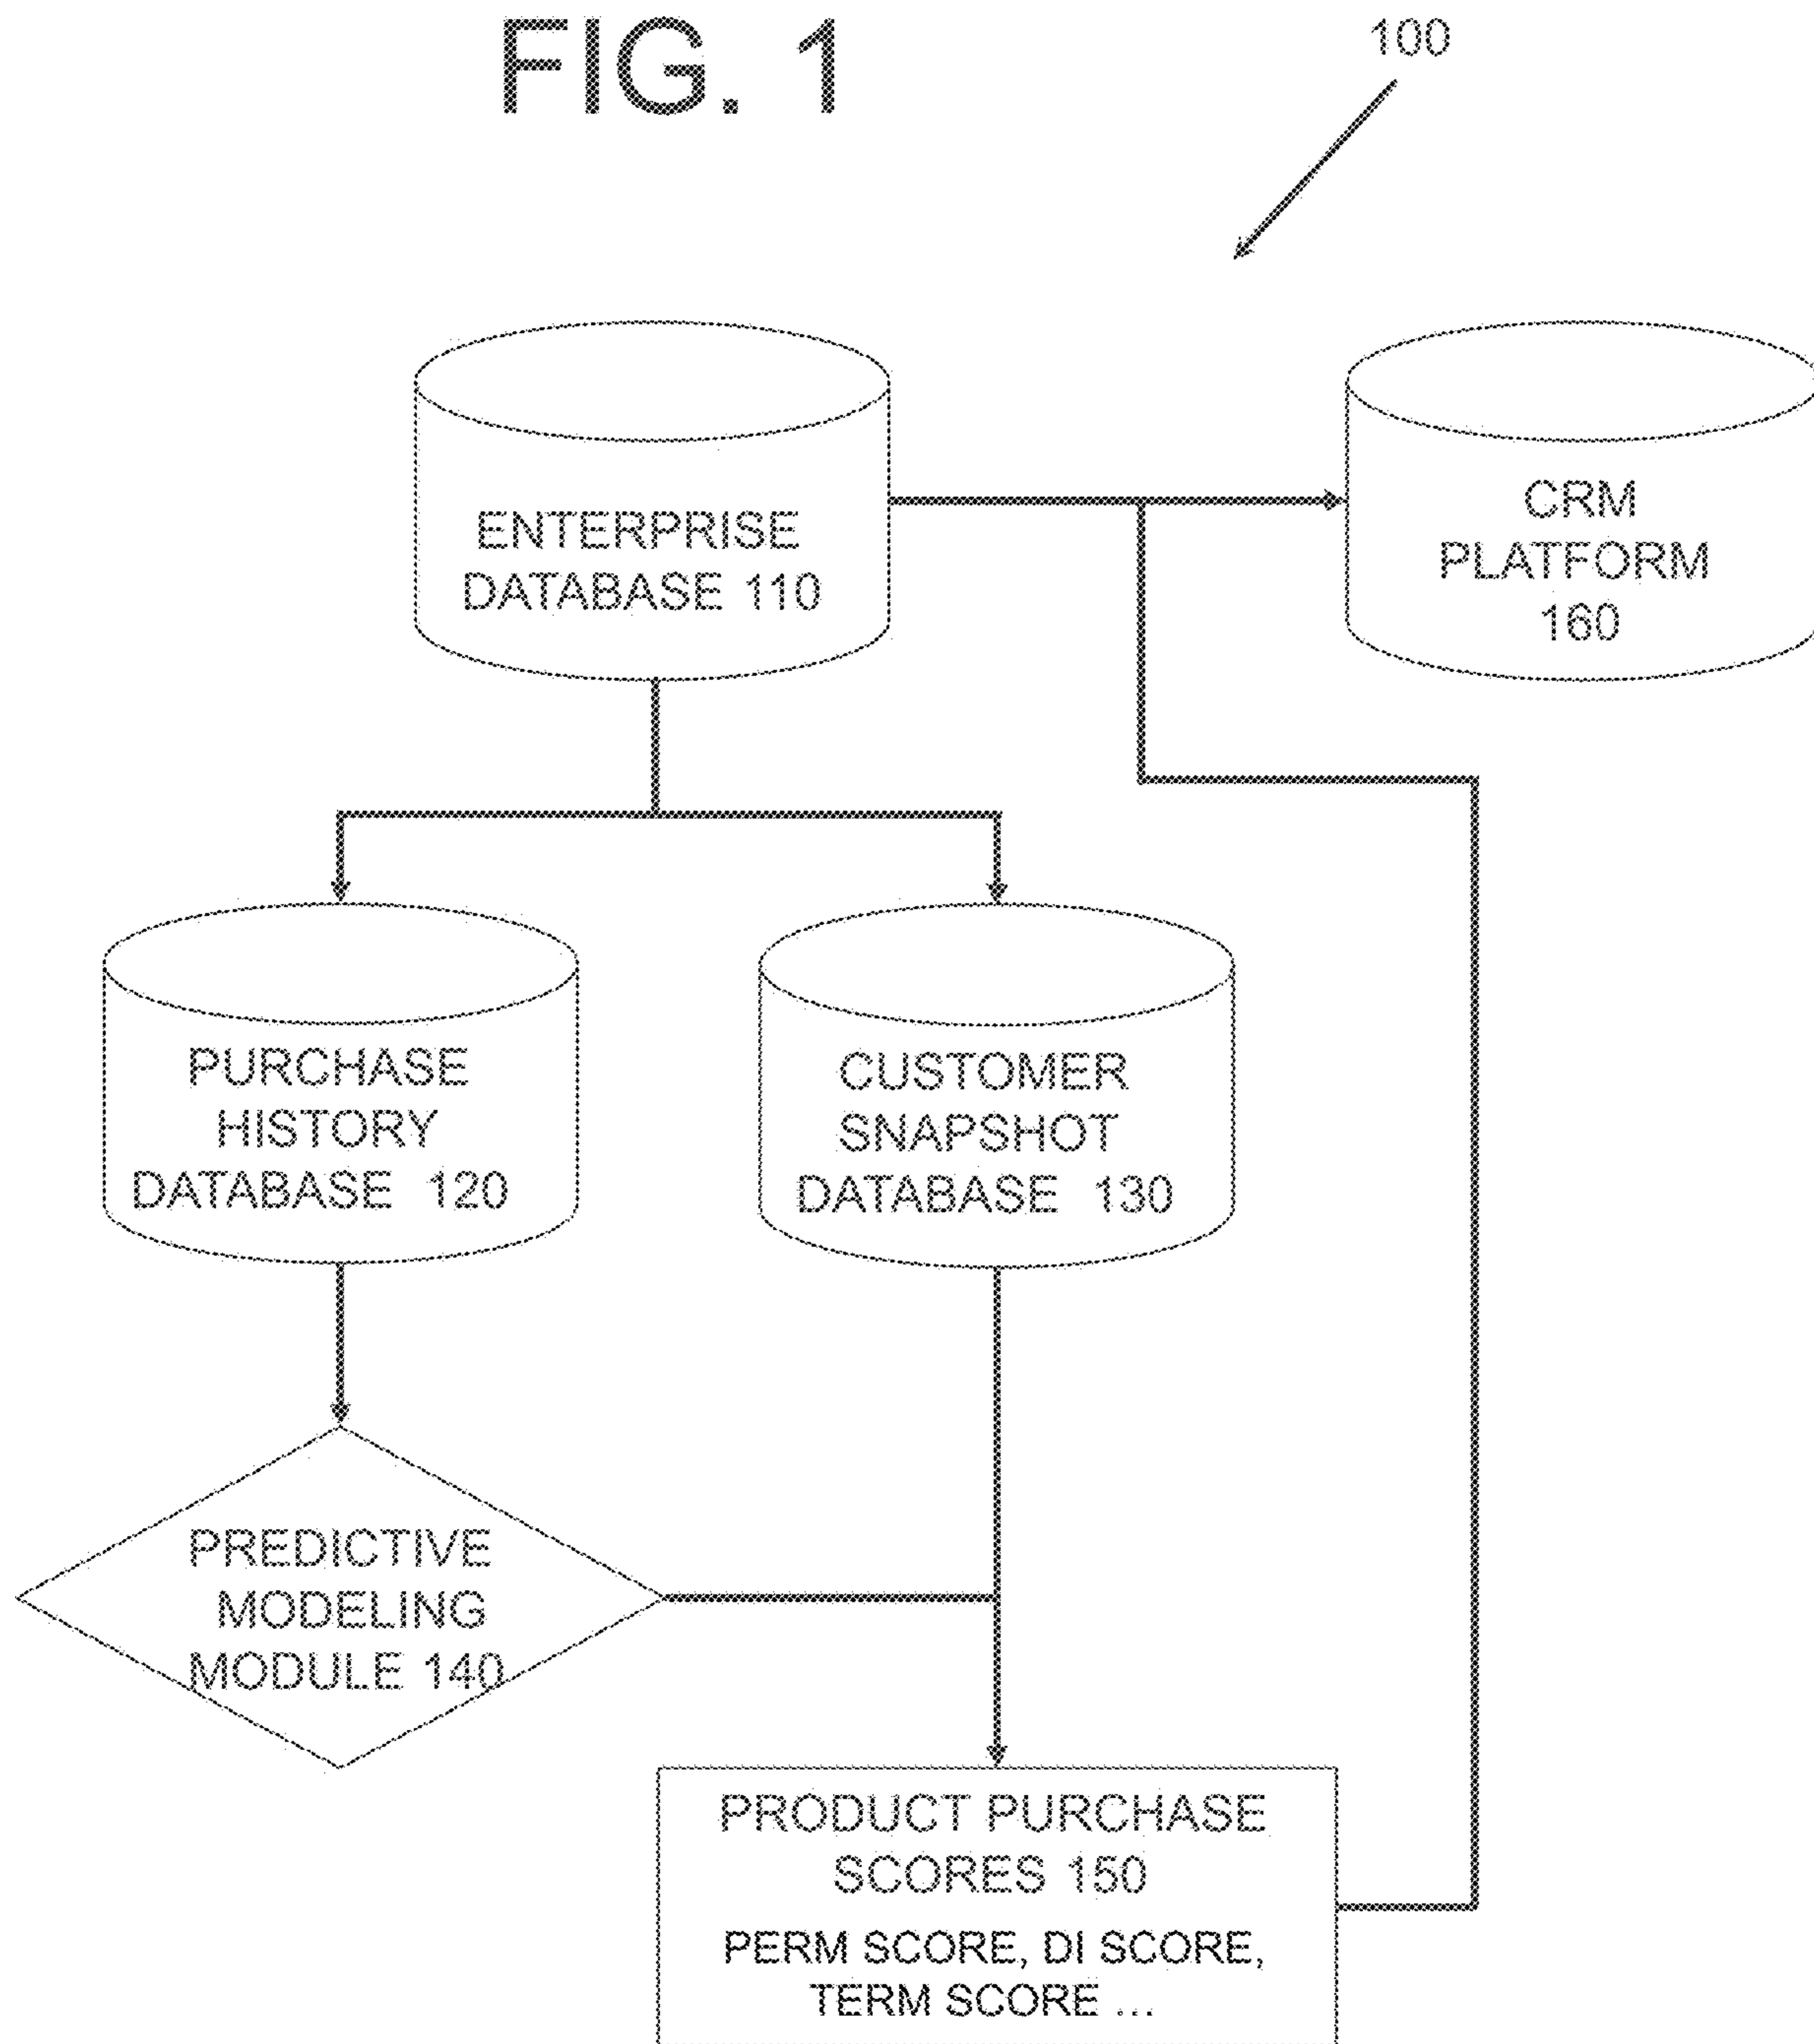 FIG. 1
100
ENTERPRISE
DATABASE 110
CRM
PLATFORM
160
PURCHASE
HISTORY
DATABASE 120
CUSTOMER
SNAPSHOT
DATABASE 130
PREDICTIVE
MODELING
MODULE 140
PRODUCT PURCHASE
SCORES 150
PERM SCORE, DI SCORE,
TERM SCORE ...